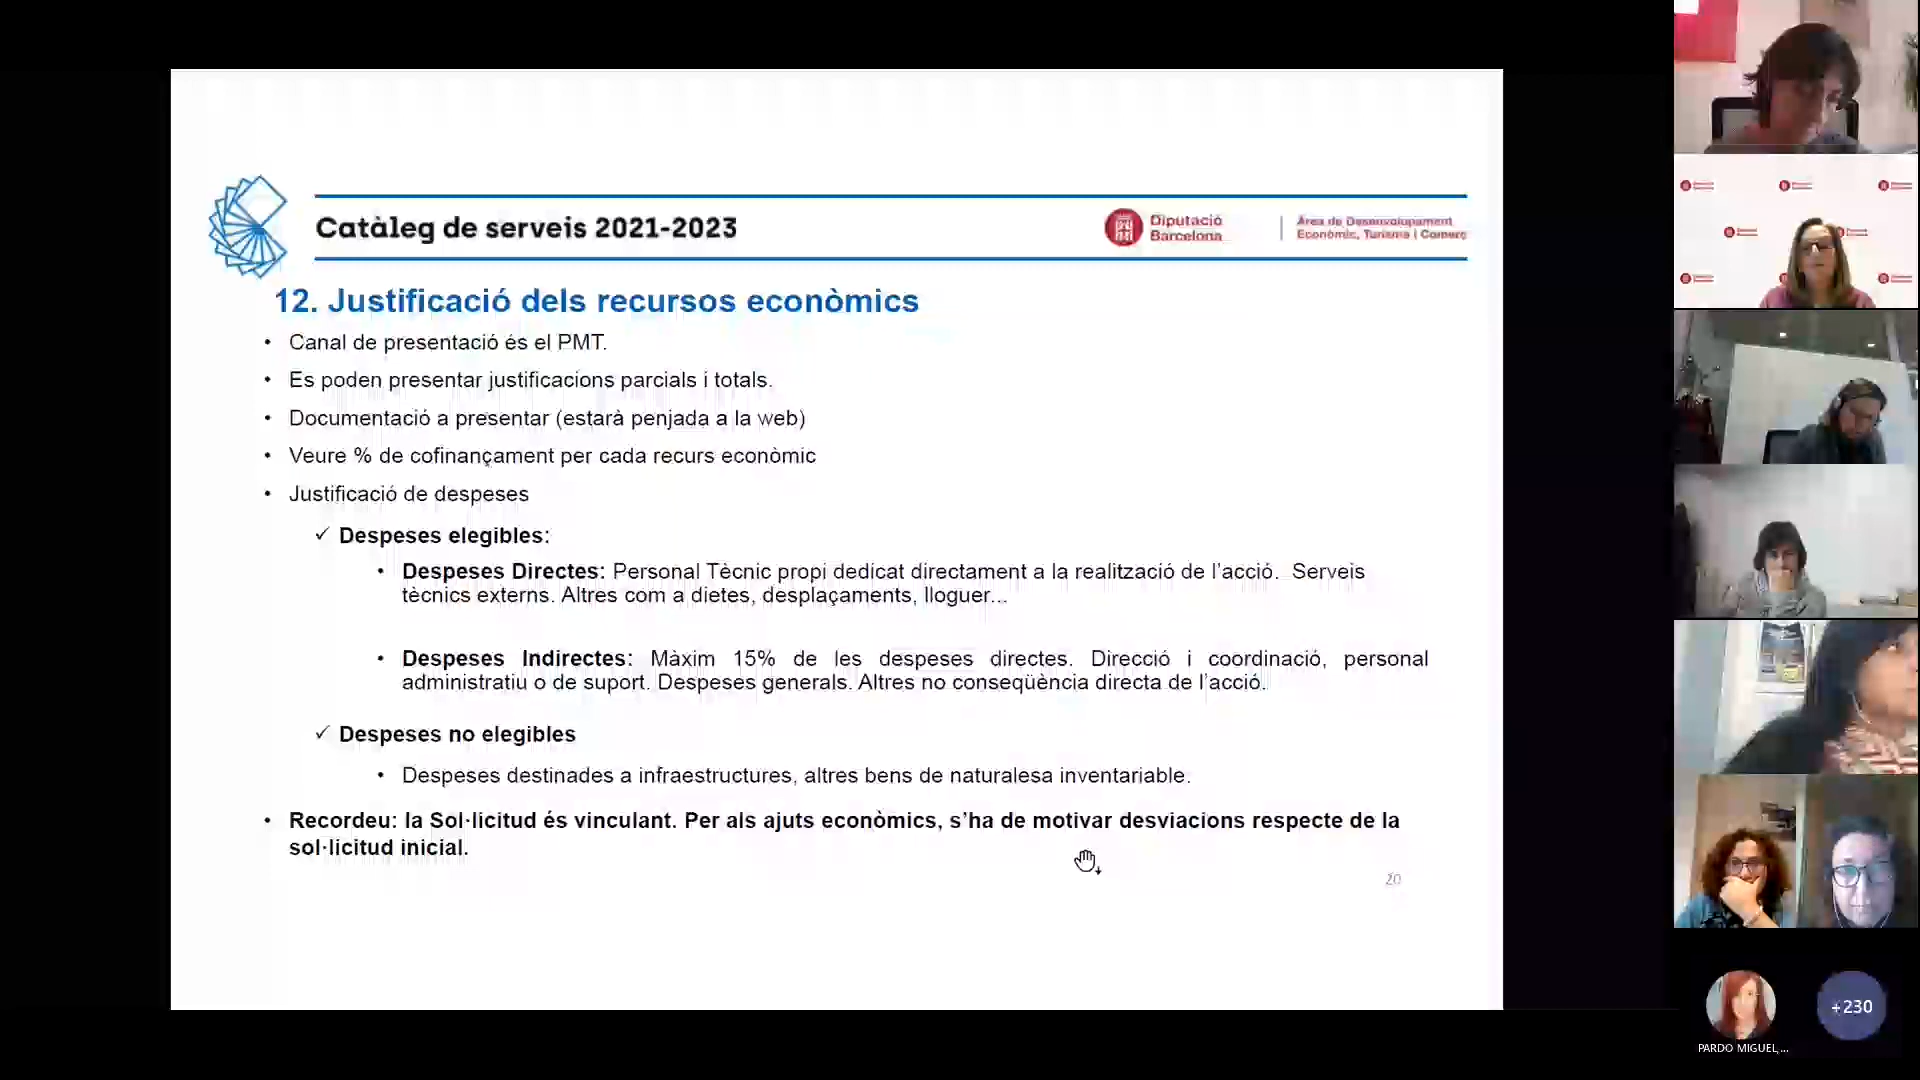 Catàleg de serveis 2021-2023
Diputació
Barcelona
Àrea de Desenvolupament
Econòmic, Turisme i Comerç
12. Justificació dels recursos econòmics
• Canal de presentació és el PMT.
• Es poden presentar justificacions parcials i totals.
• Documentació a presentar (estarà penjada a la web)
• Veure % de cofinançament per cada recurs econòmic
• Justificació de despeses
✓ Despeses elegibles:
• Despeses Directes: Personal Tècnic propi dedicat directament a la realització de l’acció. Serveis
tècnics externs. Altres com a dietes, desplaçaments, lloguer...
• Despeses Indirectes: Màxim 15% de les despeses directes. Direcció i coordinació, personal
administratiu o de suport. Despeses generals. Altres no conseqüència directa de l’acció.
✓ Despeses no elegibles
• Despeses destinades a infraestructures, altres bens de naturalesa inventariable.
• Recordeu: la Sol·licitud és vinculant. Per als ajuts econòmics, s’ha de motivar desviacions respecte de la
sol·licitud inicial.
20
+230
PARDO MIGUEL,...